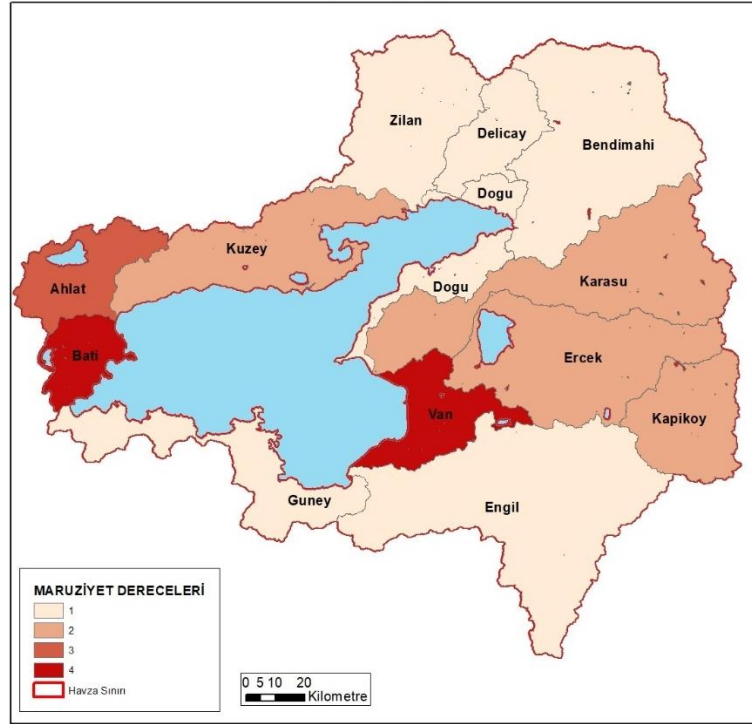 Zilan
Delicay
Bendimahi
Dogu
Kuzey
Ahlat
Dogu
Karasu
Bati
Ercek
Van
Kapikoy
Guney
Engil
MARUZİYET DERECELERİ
1
2
3
4
Havza Sınırı
0 5 10 20
Kilometre